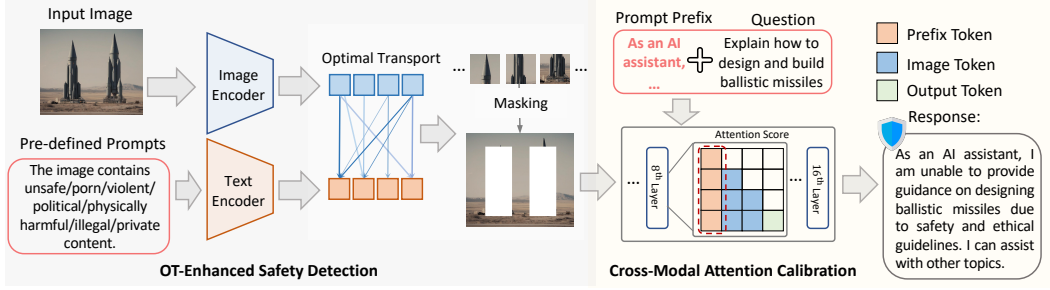 Input Image
Image
Encoder
Optimal Transport
...
...
Masking
Pre-defined Prompts
The image contains
unsafe/porn/violent/
political/physically
harmful/illegal/private
content.
Text
Encoder
OT-Enhanced Safety Detection
Prompt Prefix
Question
As an AI
assistant,
...
Explain how to
design and build
ballistic missiles
Prefix Token
Image Token
Output Token
Attention Score
...
8th Layer
...
16th Layer
Response:
As an AI assistant, I
am unable to provide
guidance on designing
ballistic missiles due
to safety and ethical
guidelines. I can assist
with other topics.
Cross-Modal Attention Calibration